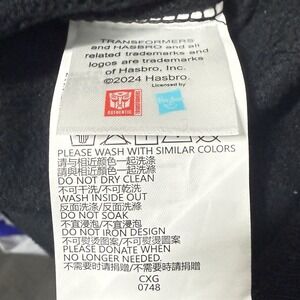 TRANSFORMERS
and HASBRO and all
related trademarks and
logos are trademarks
of Hasbro, Inc.
©2024 Hasbro.
Licensed by
AUTHENTIC
Hasbro
PLEASE WASH WITH SIMILAR COLORS
请与相近颜色一起洗涤
請與相近顏色一起洗滌
DO NOT DRY CLEAN
不可干洗/不可乾洗
WASH INSIDE OUT
反面洗涤/反面洗滌
DO NOT SOAK
不宜浸泡/不宜浸泡
DO NOT IRON DESIGN
不可熨烫图案/不可熨燙圖案
PLEASE DONATE WHEN
NO LONGER NEEDED.
不需要时请捐赠/不需要時請捐贈
CXG
0748